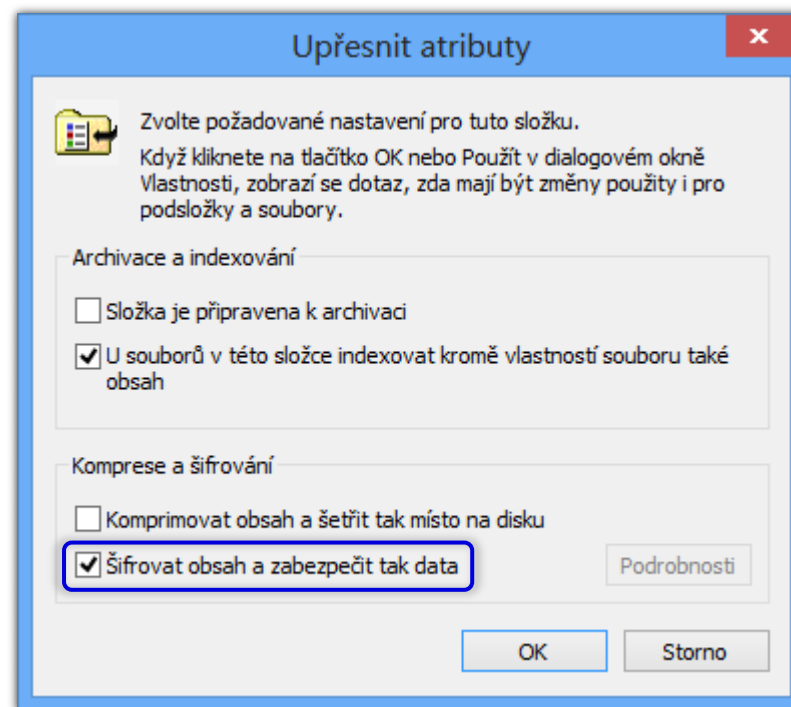 Upřesnit atributy
Zvolte požadované nastavení pro tuto složku.
Když kliknete na tlačítko OK nebo Použít v dialogovém okně
Vlastnosti, zobrazí se dotaz, zda mají být změny použity i pro
podsložky a soubory.
Archivace a indexování
Složka je připravena k archivaci
U souborů v této složce indexovat kromě vlastností souboru také
obsah
Komprese a šifrování
Komprimovat obsah a šetřit tak místo na disku
Šifrovat obsah a zabezpečit tak data
Podrobnosti
OK
Storno